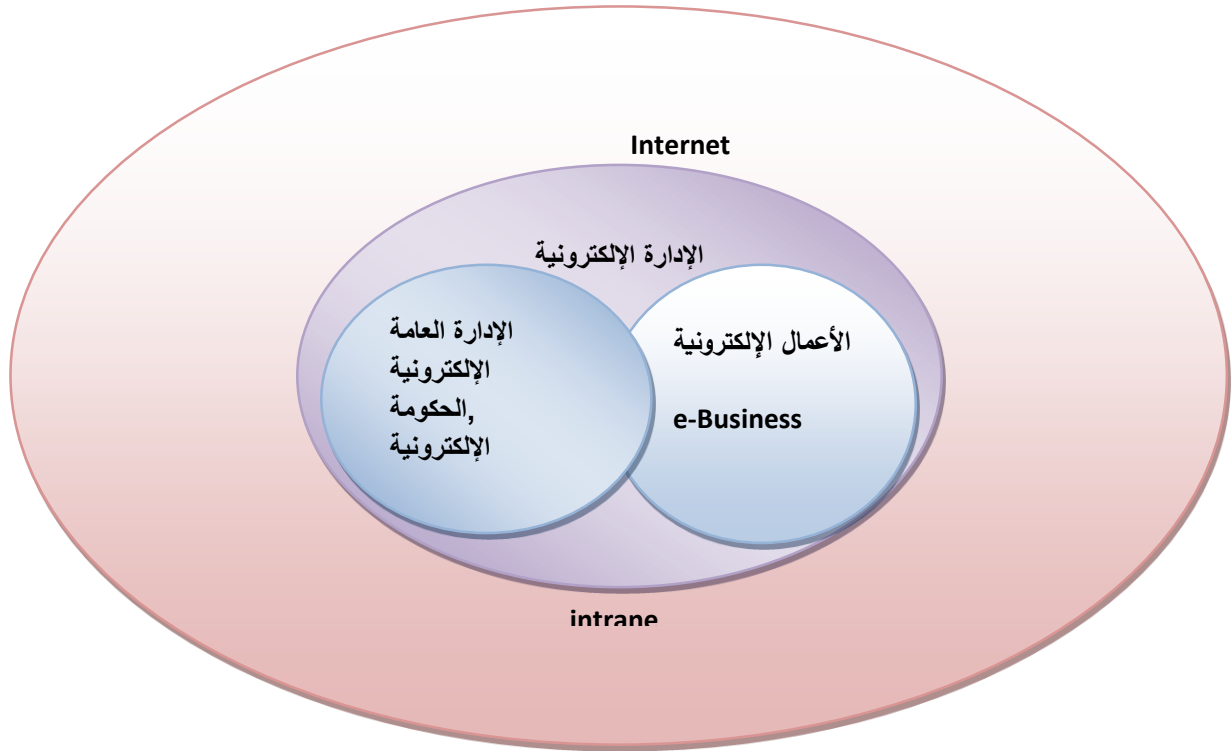 Internet
الإدارة الإلكترونية
الإدارة العامة
الإلكترونية
,الحكومة
الإلكترونية
الأعمال الإلكترونية
e-Business
intrane